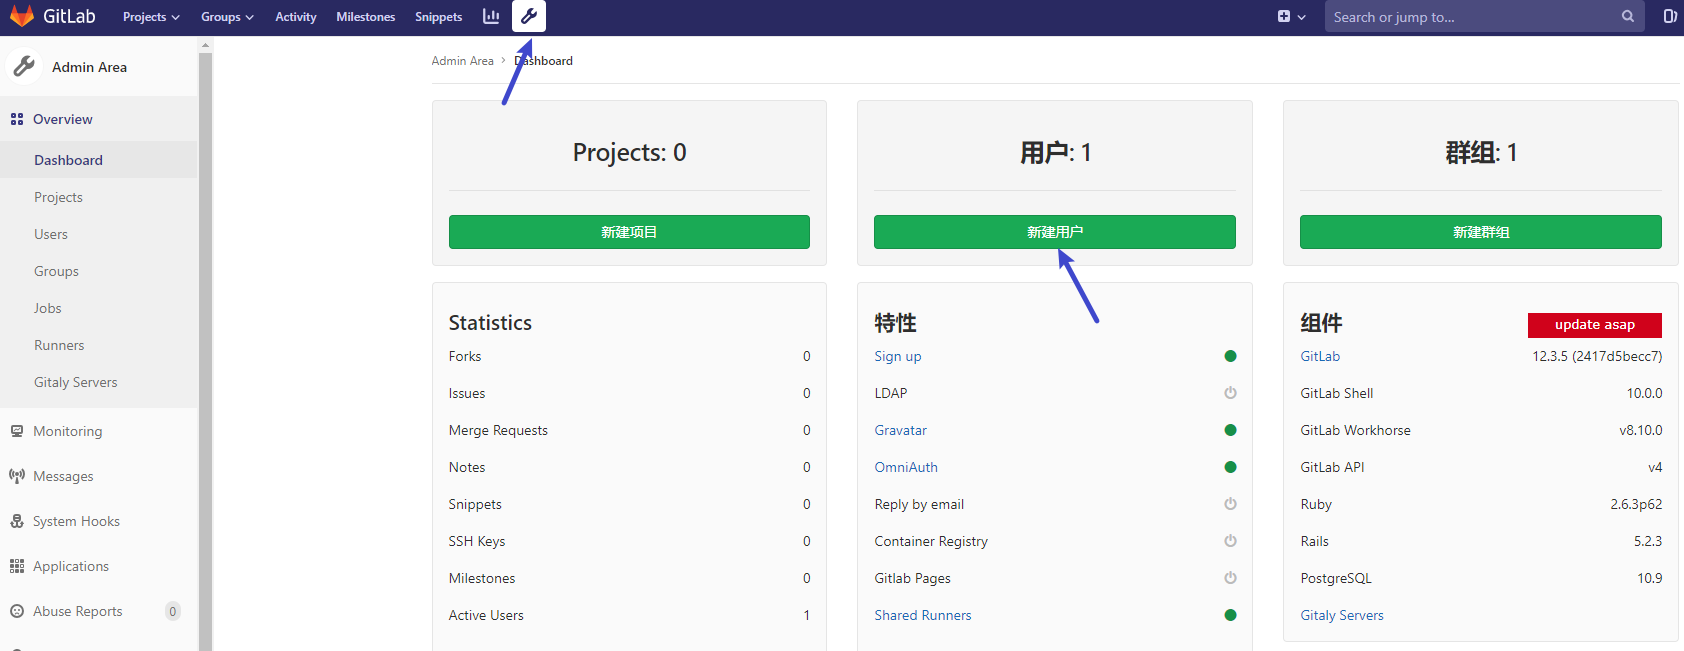 GitLab Projects Groups Activity Milestones Snippets Search or jump to...
Admin Area
Overview
Dashboard
Projects
Users
Groups
Jobs
Runners
Gitaly Servers
Monitoring
Messages
System Hooks
Applications
Abuse Reports 0
Admin Area › Dashboard
Projects: 0
新建项目
用户: 1
新建用户
群组: 1
新建群组
Statistics
Forks 0
Issues 0
Merge Requests 0
Notes 0
Snippets 0
SSH Keys 0
Milestones 0
Active Users 1
特性
Sign up
LDAP
Gravatar
OmniAuth
Reply by email
Container Registry
Gitlab Pages
Shared Runners
组件 update asap
GitLab 12.3.5 (2417d5becc7)
GitLab Shell 10.0.0
GitLab Workhorse v8.10.0
GitLab API v4
Ruby 2.6.3p62
Rails 5.2.3
PostgreSQL 10.9
Gitaly Servers